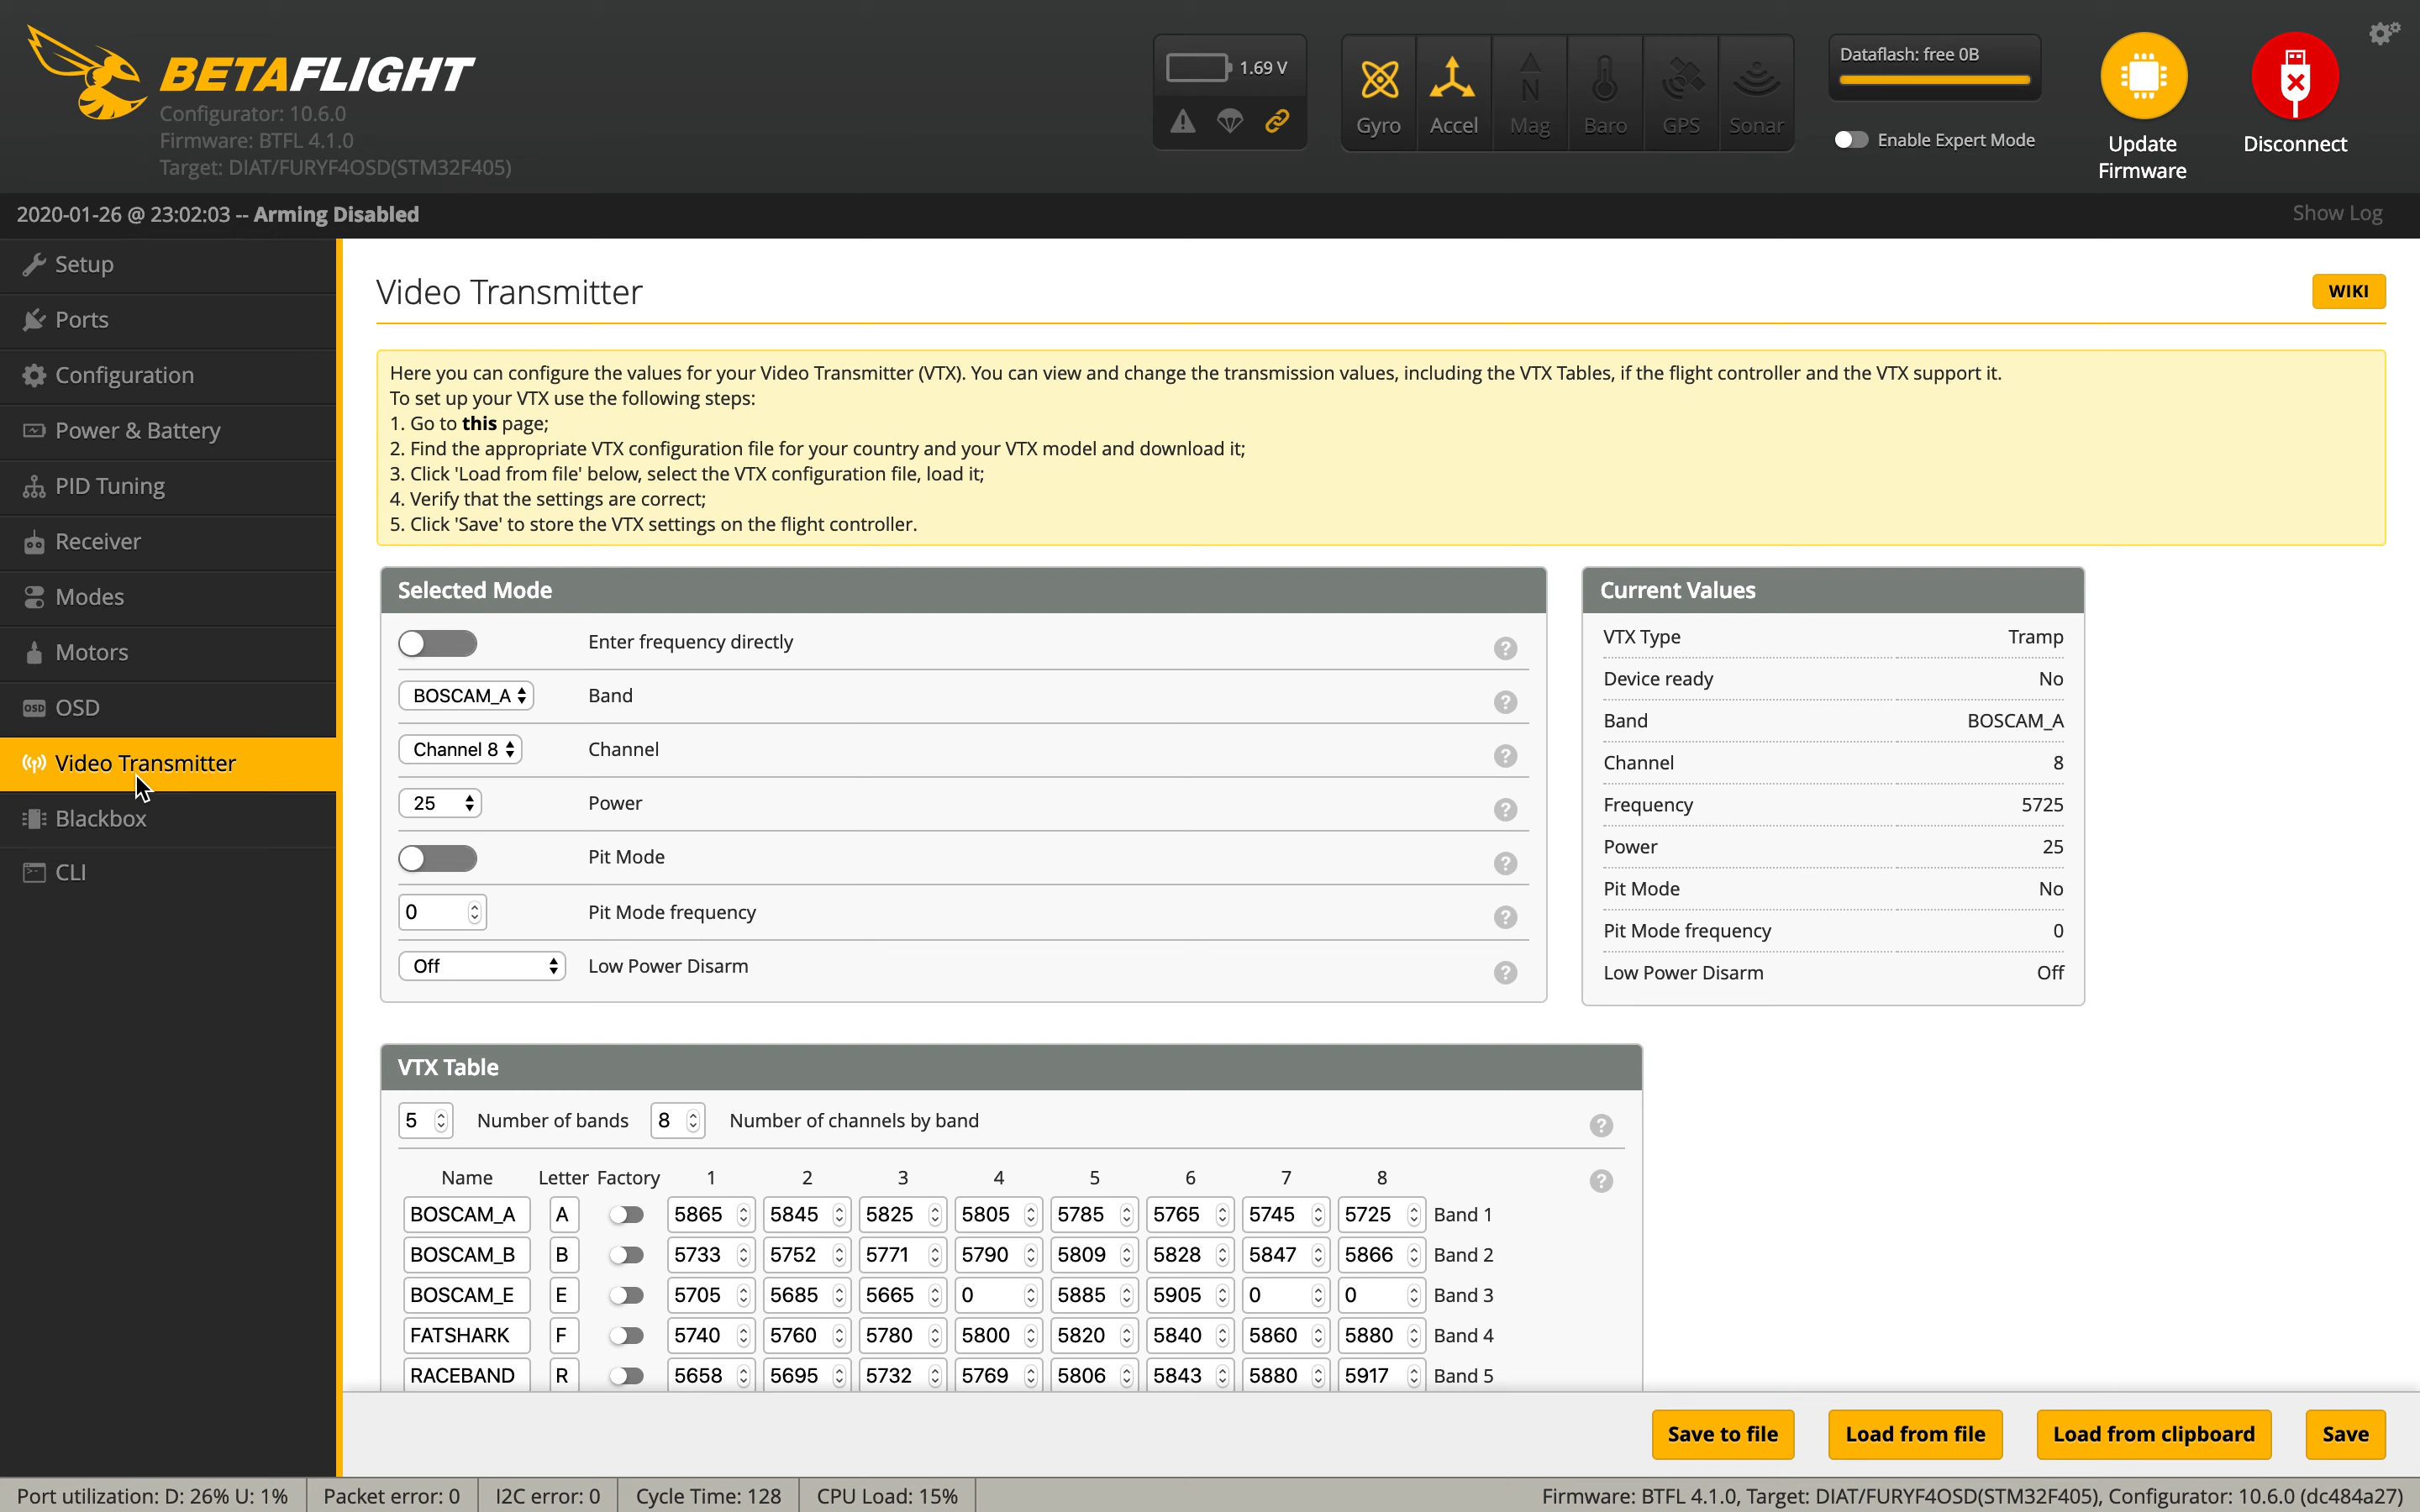 BETAFLIGHT
Configurator: 10.6.0
Firmware: BTFL 4.1.0
Target: DIAT/FURYF4OSD(STM32F405)
1.69 V
Gyro
Accel
Mag
Baro
GPS
Sonar
Dataflash: free 0B
Enable Expert Mode
Update
Firmware
Disconnect
2020-01-26 @ 23:02:03 -- Arming Disabled
Show Log
Setup
Ports
Configuration
Power & Battery
PID Tuning
Receiver
Modes
Motors
OSD OSD
Video Transmitter
Blackbox
CLI
Video Transmitter
WIKI
Here you can configure the values for your Video Transmitter (VTX). You can view and change the transmission values, including the VTX Tables, if the flight controller and the VTX support it.
To set up your VTX use the following steps:
1. Go to this page;
2. Find the appropriate VTX configuration file for your country and your VTX model and download it;
3. Click 'Load from file' below, select the VTX configuration file, load it;
4. Verify that the settings are correct;
5. Click 'Save' to store the VTX settings on the flight controller.
Selected Mode
Enter frequency directly ?
BOSCAM_A Band ?
Channel 8 Channel ?
25 Power ?
Pit Mode ?
0 Pit Mode frequency ?
Off Low Power Disarm ?
Current Values
VTX Type Tramp
Device ready No
Band BOSCAM_A
Channel 8
Frequency 5725
Power 25
Pit Mode No
Pit Mode frequency 0
Low Power Disarm Off
VTX Table
5 Number of bands 8 Number of channels by band ?
Name Letter Factory 1 2 3 4 5 6 7 8 ?
BOSCAM_A A 5865 5845 5825 5805 5785 5765 5745 5725 Band 1
BOSCAM_B B 5733 5752 5771 5790 5809 5828 5847 5866 Band 2
BOSCAM_E E 5705 5685 5665 0 5885 5905 0 0 Band 3
FATSHARK F 5740 5760 5780 5800 5820 5840 5860 5880 Band 4
RACEBAND R 5658 5695 5732 5769 5806 5843 5880 5917 Band 5
Save to file
Load from file
Load from clipboard
Save
Port utilization: D: 26% U: 1%
Packet error: 0
I2C error: 0
Cycle Time: 128
CPU Load: 15%
Firmware: BTFL 4.1.0, Target: DIAT/FURYF4OSD(STM32F405), Configurator: 10.6.0 (dc484a27)